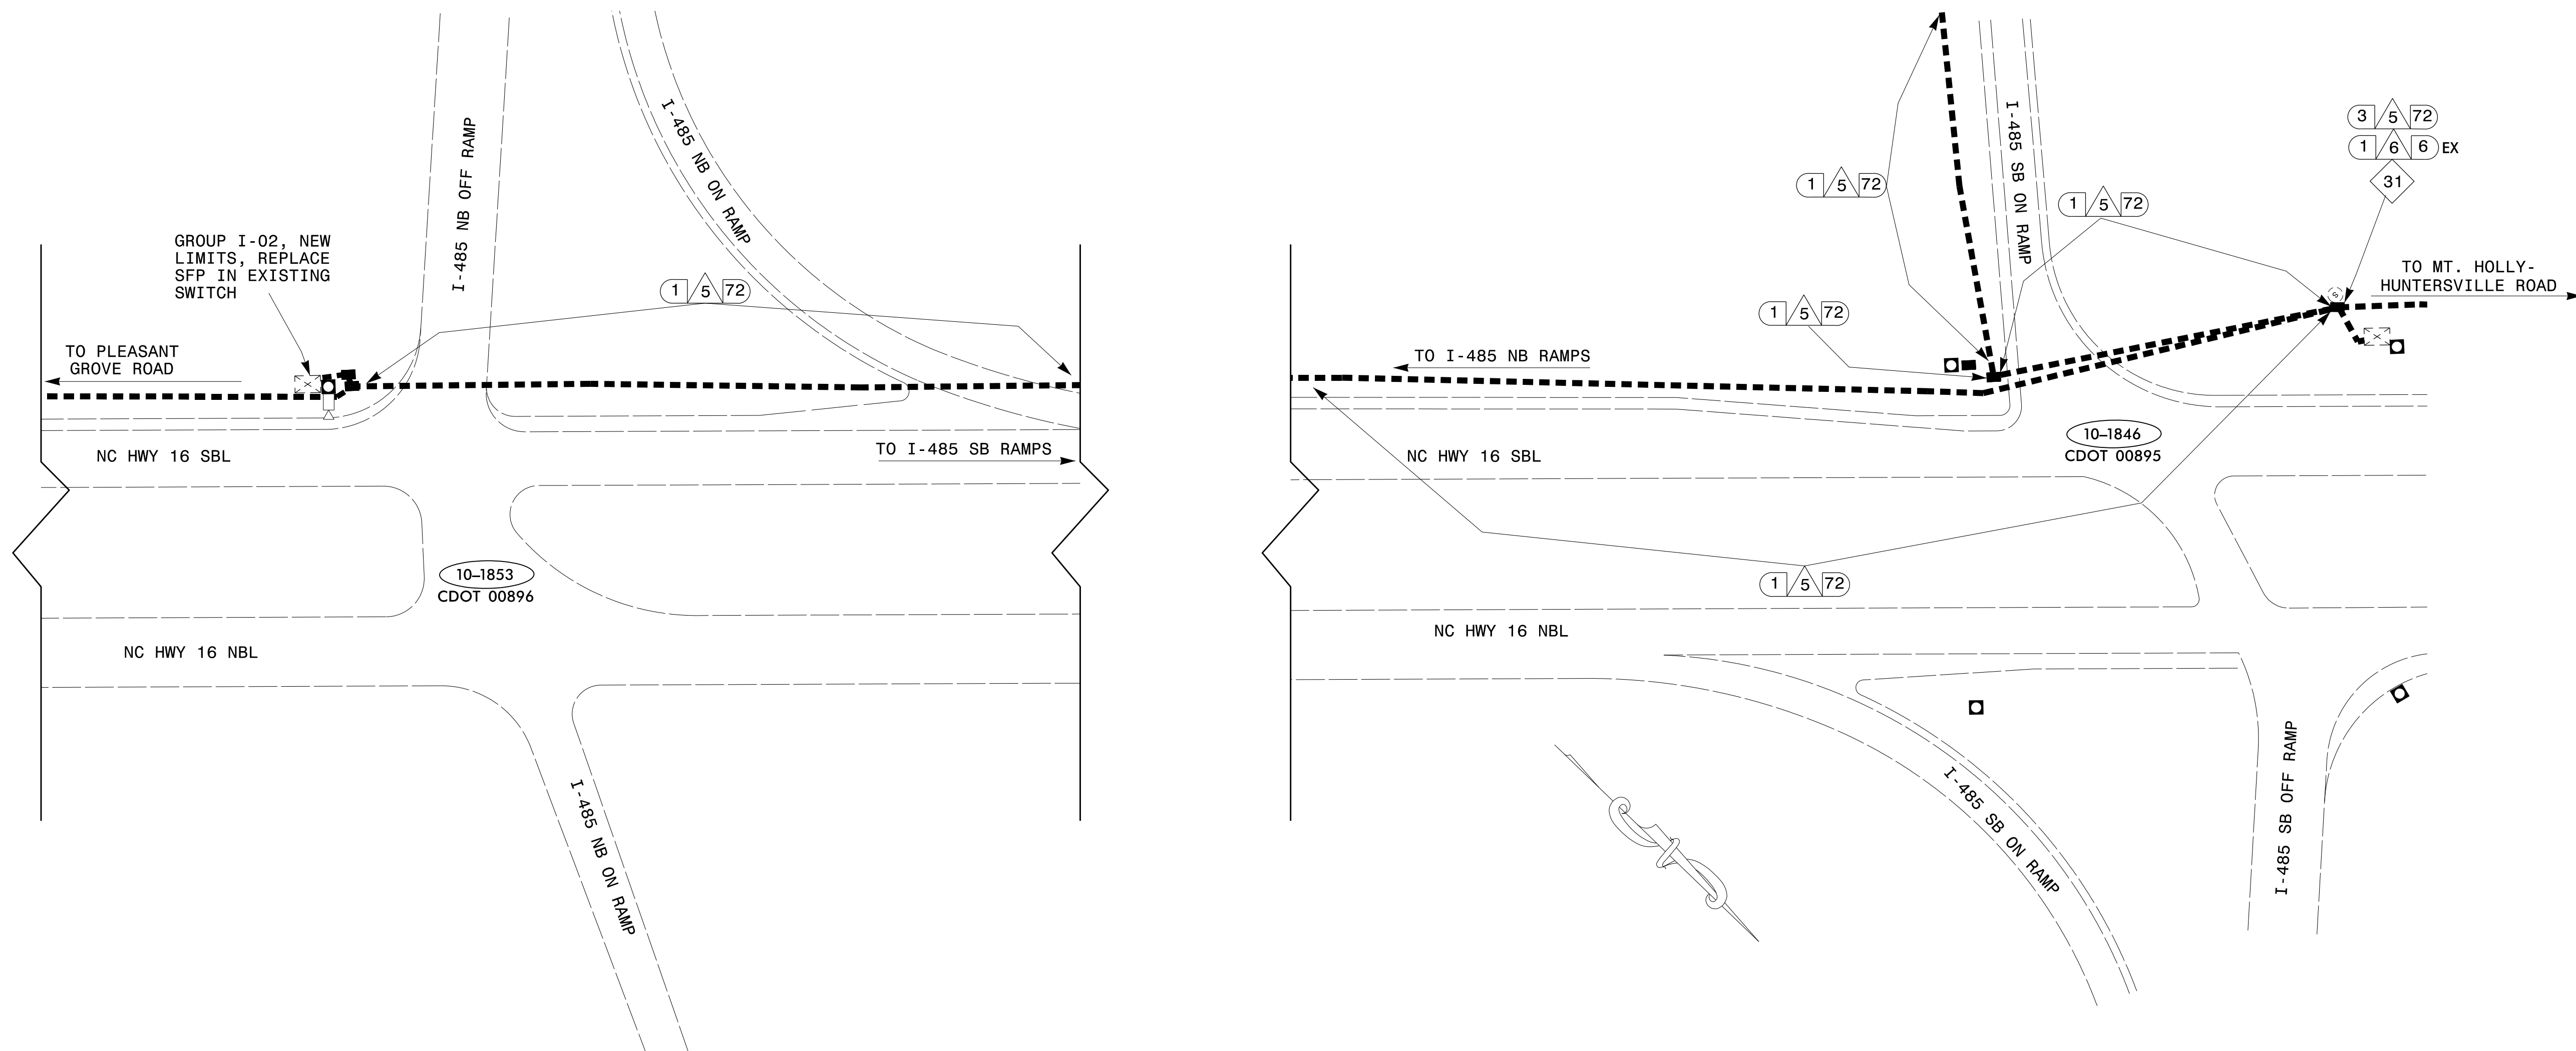 I-485 NB OFF RAMP
I-485 NB ON RAMP
GROUP I-02, NEW
LIMITS, REPLACE
SFP IN EXISTING
SWITCH
1 5 72
TO PLEASANT
GROVE ROAD
TO I-485 SB RAMPS
NC HWY 16 SBL
10-1853
CDOT 00896
NC HWY 16 NBL
I-485 NB ON RAMP
I-485 SB ON RAMP
3 5 72
1 6 6 EX
31
1 5 72
1 5 72
TO MT. HOLLY-
HUNTERSVILLE ROAD
S
1 5 72
TO I-485 NB RAMPS
10-1846
CDOT 00895
NC HWY 16 SBL
1 5 72
NC HWY 16 NBL
I-485 SB ON RAMP
I-485 SB OFF RAMP